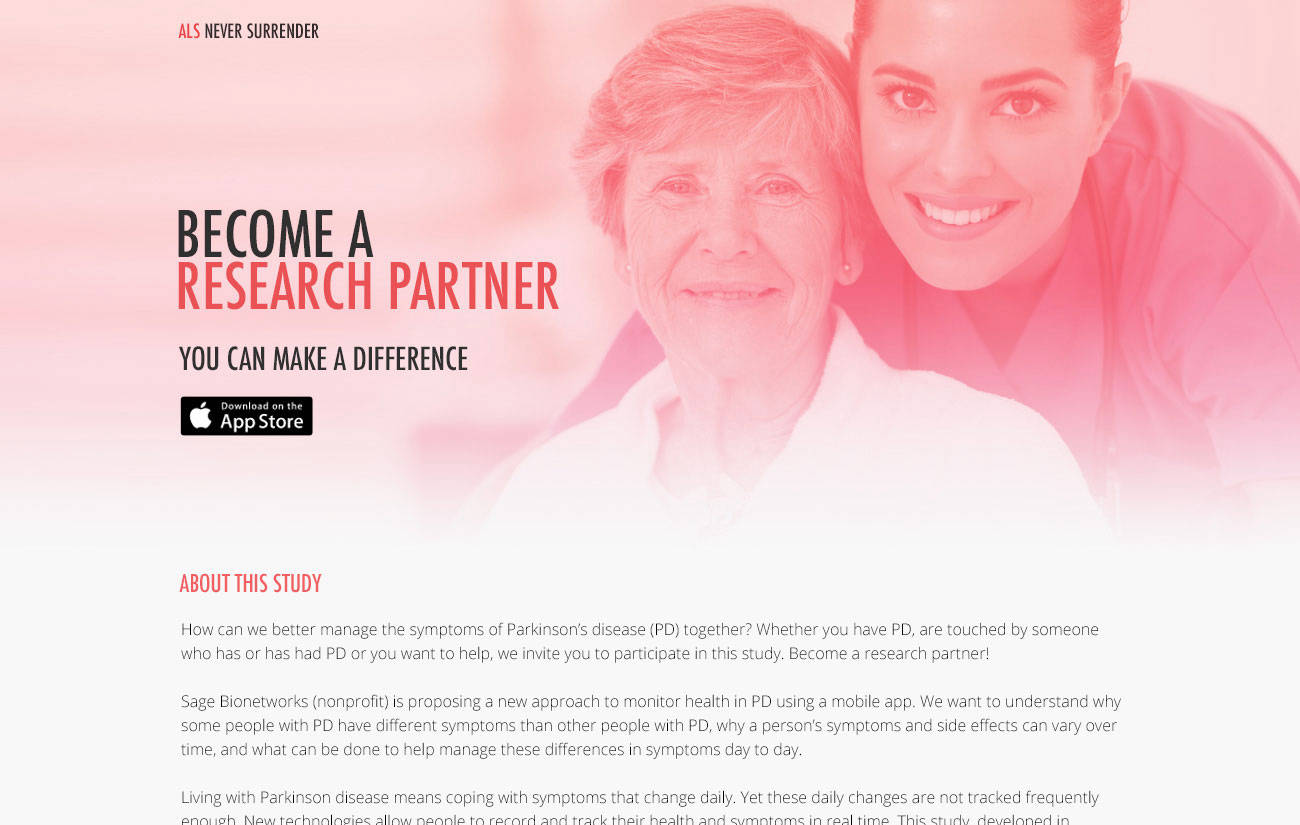 ALS NEVER SURRENDER
BECOME A
RESEARCH PARTNER
YOU CAN MAKE A DIFFERENCE
Download on the
App Store
ABOUT THIS STUDY
How can we better manage the symptoms of Parkinson’s disease (PD) together? Whether you have PD, are touched by someone
who has or has had PD or you want to help, we invite you to participate in this study. Become a research partner!
Sage Bionetworks (nonprofit) is proposing a new approach to monitor health in PD using a mobile app. We want to understand why
some people with PD have different symptoms than other people with PD, why a person’s symptoms and side effects can vary over
time, and what can be done to help manage these differences in symptoms day to day.
Living with Parkinson disease means coping with symptoms that change daily. Yet these daily changes are not tracked frequently
enough. New technologies allow people to record and track their health and symptoms in real time. This study, developed in